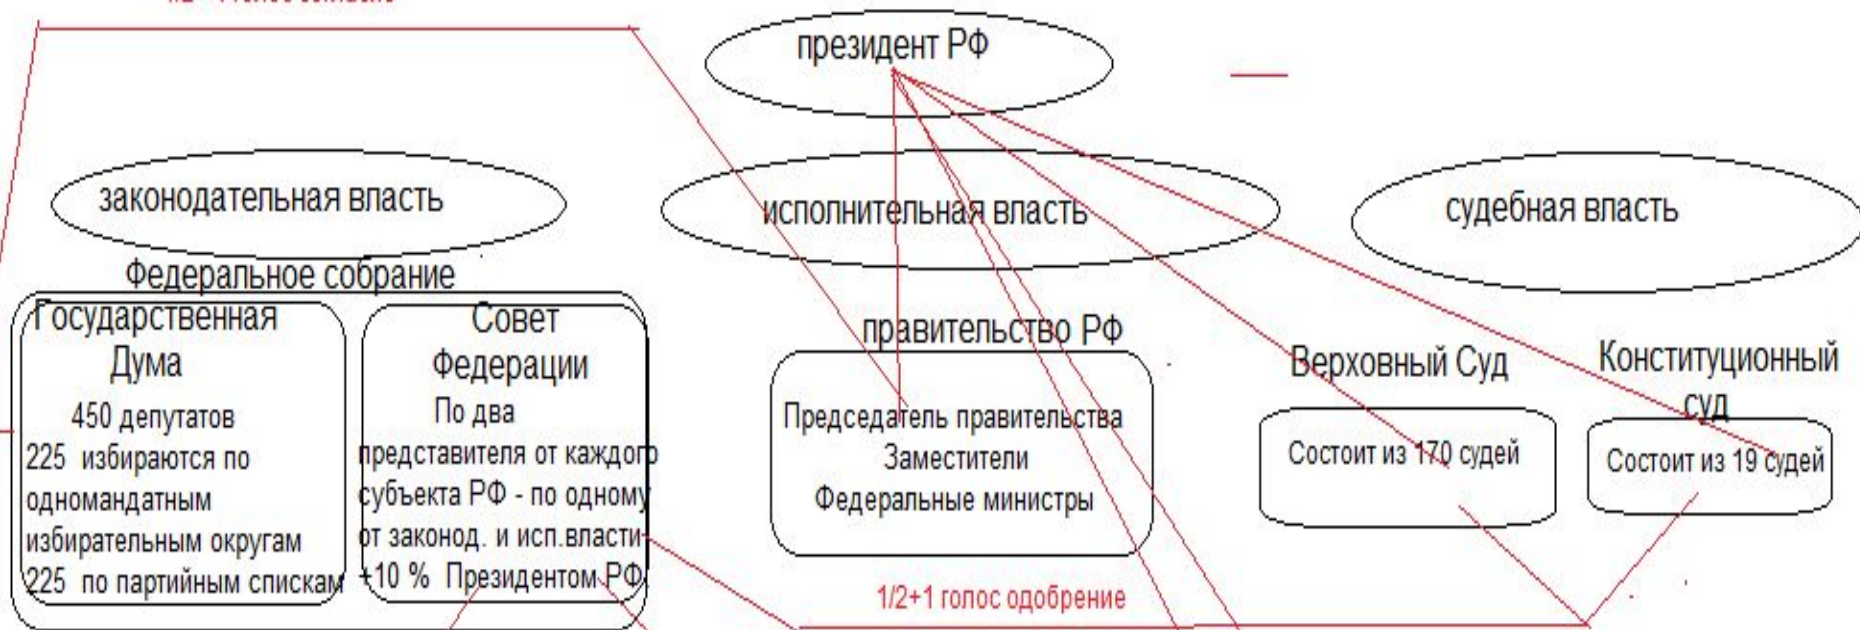 президент РФ
законодательная власть
исполнительная власть
судебная власть
Федеральное собрание
Государственная
Дума
450 депутатов
225 избираются по
одномандатным
избирательным округам
225 по партийным спискам
Совет
Федерации
По два
представителя от каждого
субъекта РФ - по одному
от законод. и исп.власти
+10 % Президентом РФ
правительство РФ
Председатель правительства
Заместители
Федеральные министры
Верховный Суд
Состоит из 170 судей
Конституционный
суд
Состоит из 19 судей
1/2+1 голос одобрение